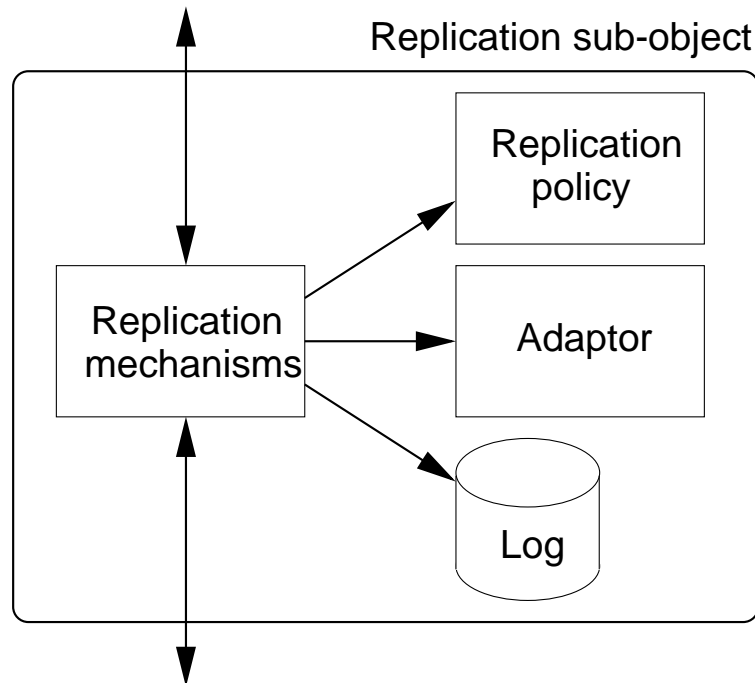 Replication sub-object
Replication
policy
Replication
mechanisms
Adaptor
Log